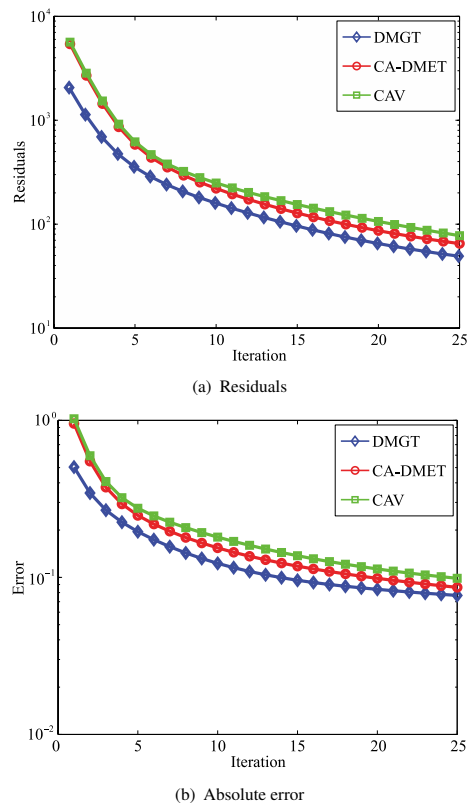 10^4
DMGT
CA-DMET
CAV
10^3
Residuals
10^2
10^1
0 5 10 15 20 25
Iteration
(a) Residuals
10^0
DMGT
CA-DMET
CAV
Error
10^-1
10^-2
0 5 10 15 20 25
Iteration
(b) Absolute error